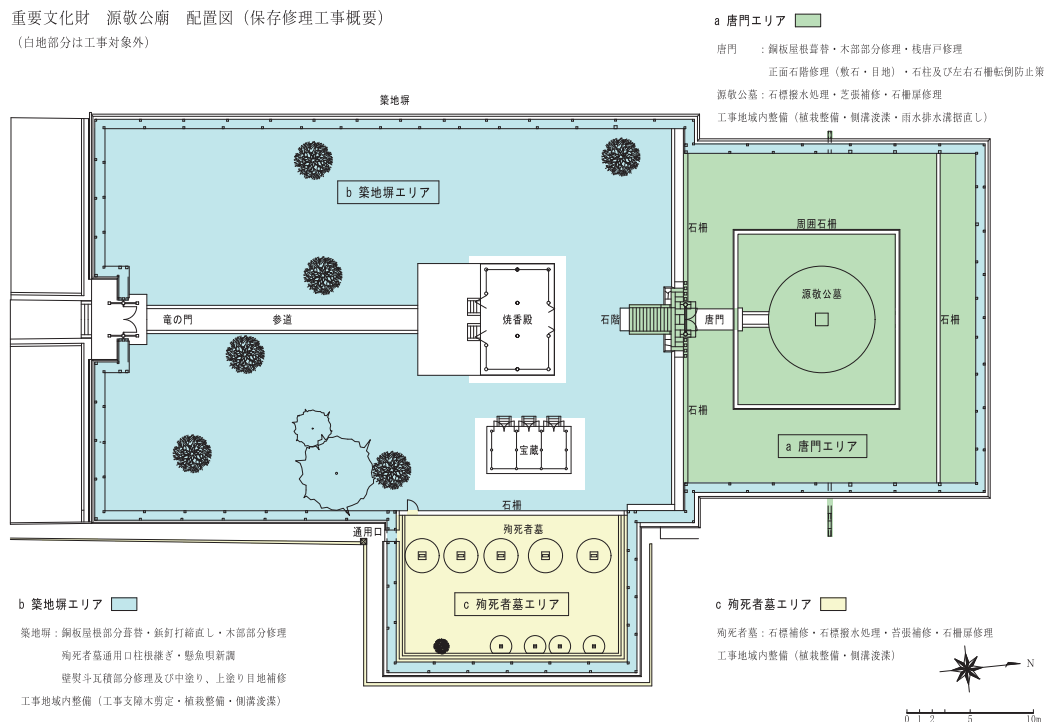 重要文化財　源敬公廟　配置図（保存修理工事概要）
（白地部分は工事対象外）
a 唐門エリア
唐門　　：銅板屋根葺替・木部部分修理・桟唐戸修理
正面石階修理（敷石・目地）・石柱及び左右石柵転倒防止策
源敬公墓：石標撥水処理・芝張補修・石柵扉修理
工事地域内整備（植栽整備・側溝浚渫・雨水排水溝据直し）
築地塀
b 築地塀エリア
石柵
周囲石柵
源敬公墓
竜の門
参道
焼香殿
石階
唐門
石柵
石柵
a 唐門エリア
宝蔵
石柵
通用口
殉死者墓
c 殉死者墓エリア
b 築地塀エリア
築地塀：銅板屋根部分葺替・鋲釘打締直し・木部部分修理
殉死者墓通用口柱根継ぎ・懸魚唄新調
壁熨斗瓦積部分修理及び中塗り、上塗り目地補修
工事地域内整備（工事支障木剪定・植栽整備・側溝浚渫）
c 殉死者墓エリア
殉死者墓：石標補修・石標撥水処理・苔張補修・石柵扉修理
工事地域内整備（植栽整備・側溝浚渫）
N
0 1 2 5 10m